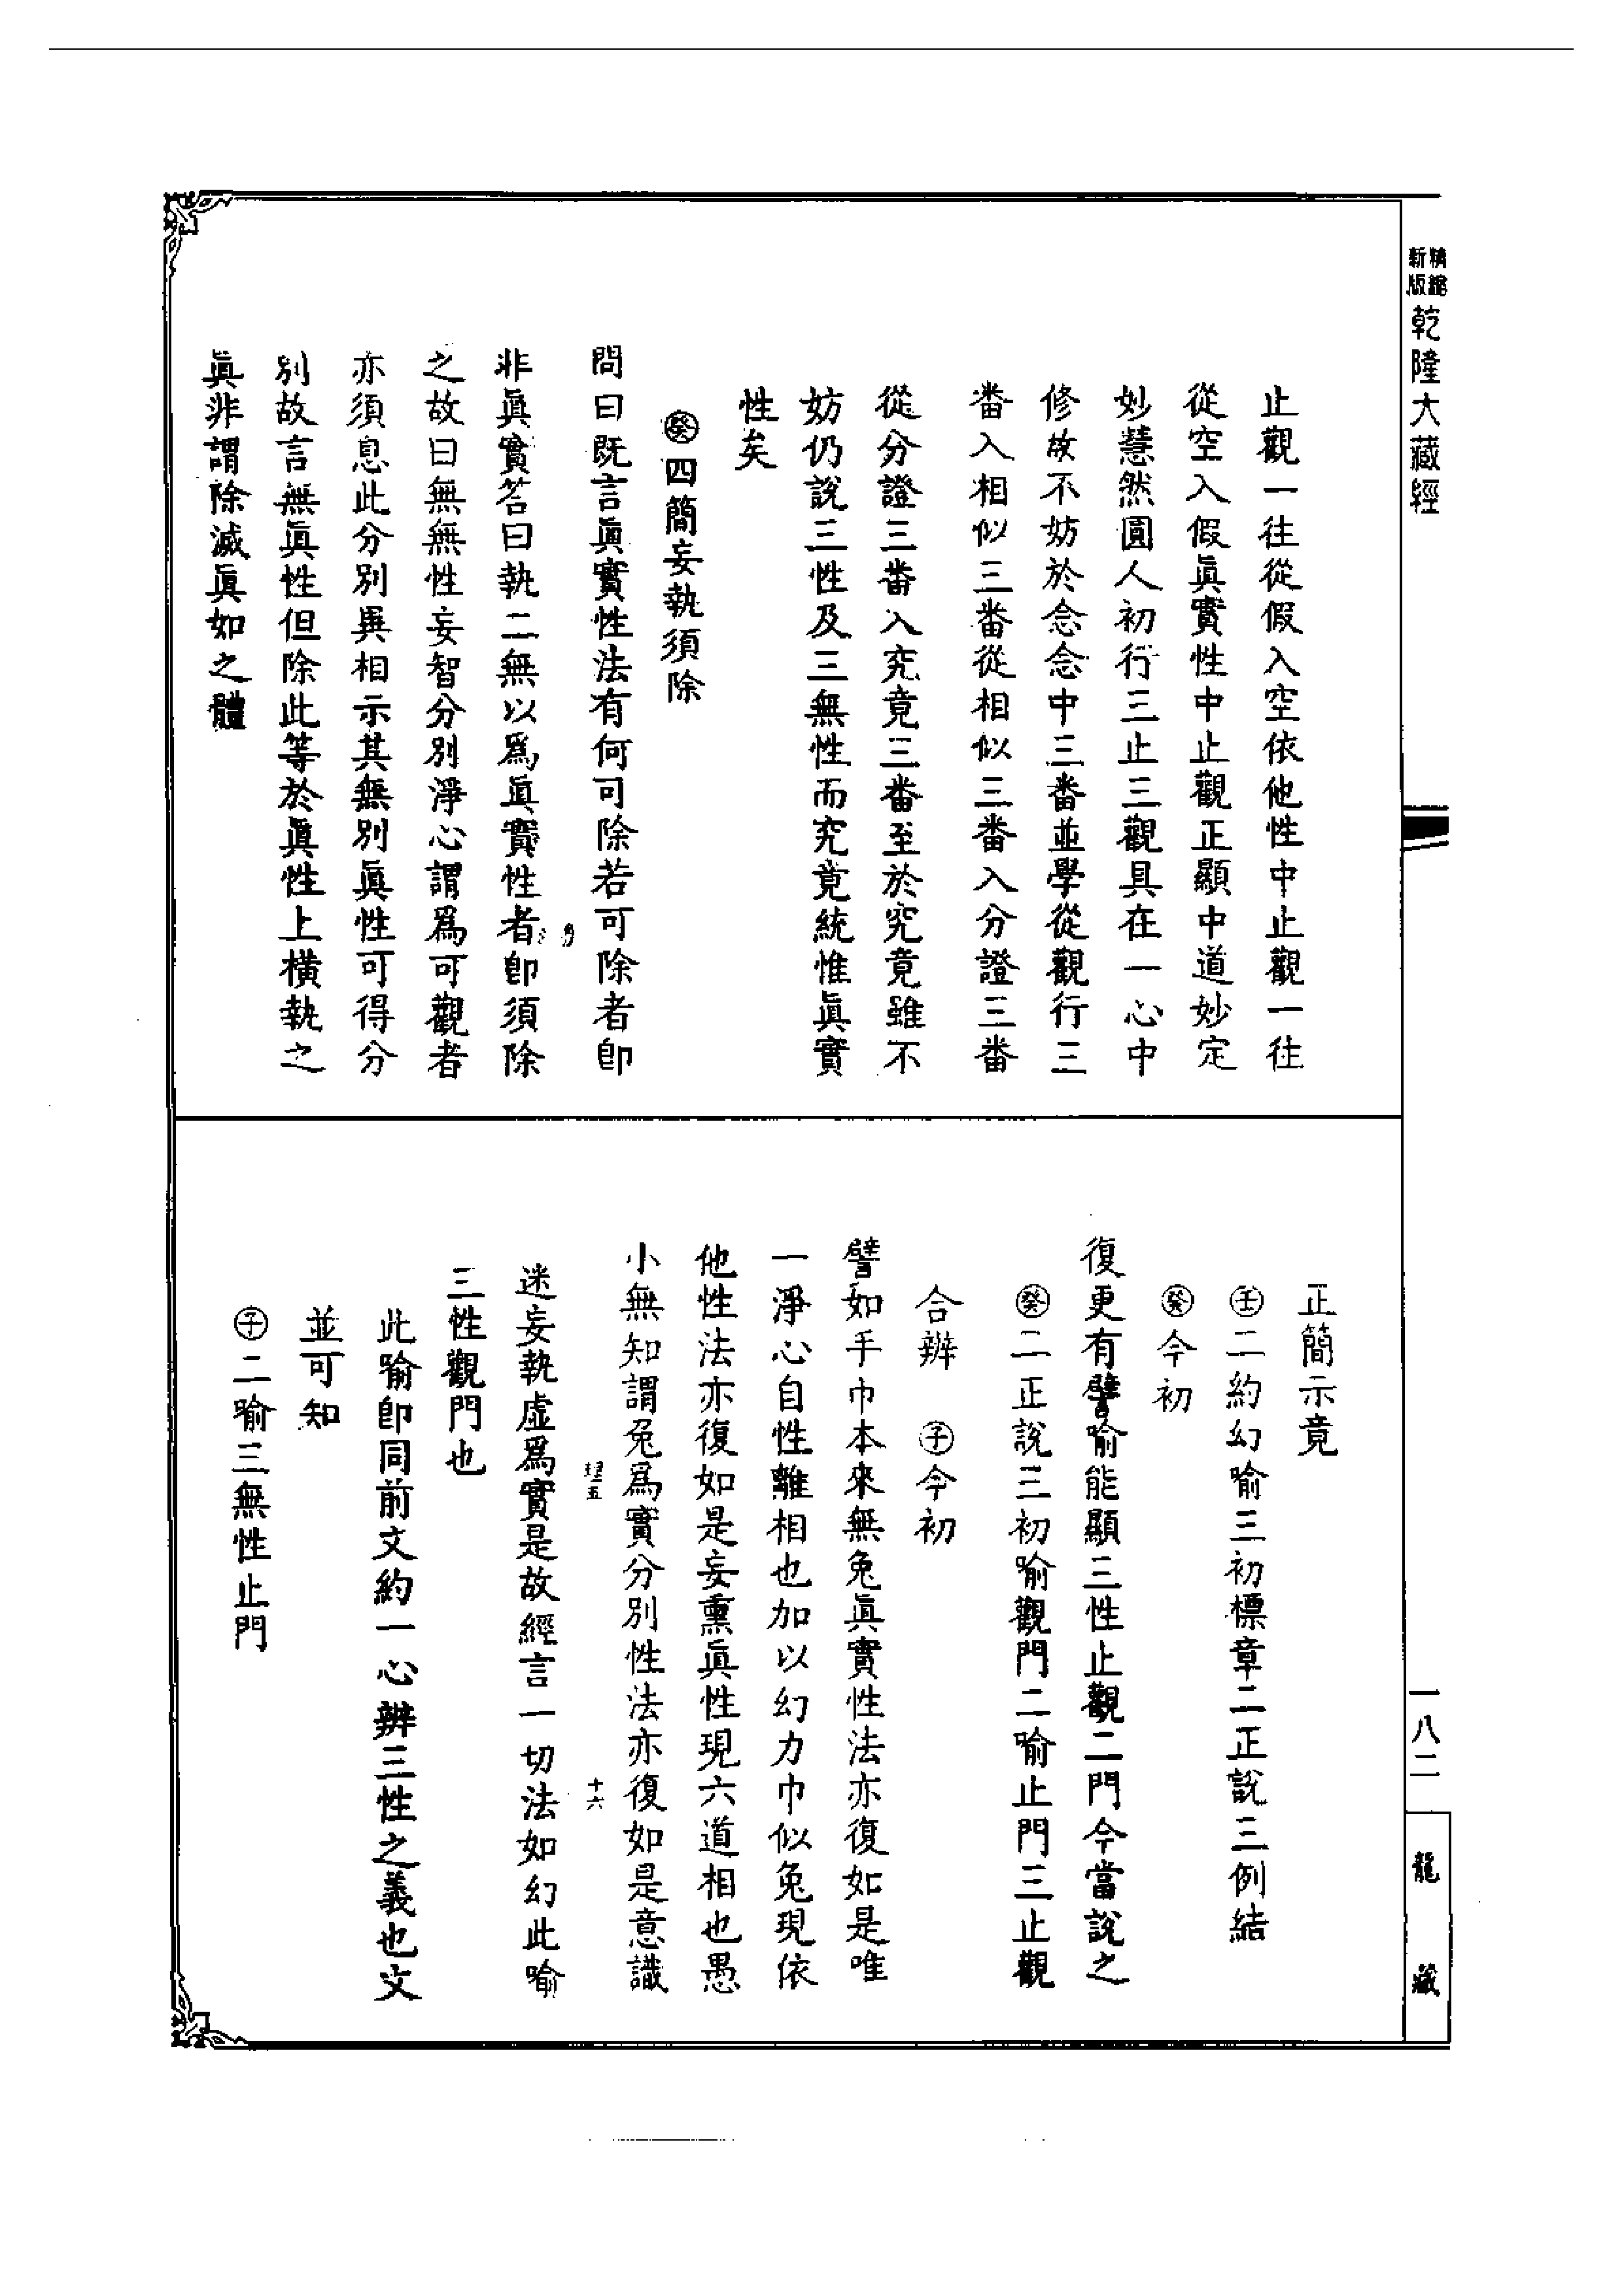 精縮
新版
乾隆大藏經
止觀一往從假入空依他性中止觀一往
從空入假眞實性中止觀正顯中道妙定
妙慧然圓人初行三止三觀具在一心中
修故不妨於念念中三番並學從觀行三
番入相似三番從相似三番入分證三番
從分證三番入究竟三番至於究竟雖不
妨仍說三性及三無性而究竟統惟眞實
性矣
㊅四簡妄執須除
問曰既言眞實性法有何可除若可除者卽
非眞實答曰執二無以爲眞實性者卽須除
之故曰無無性妄智分別淨心謂爲可觀者
亦須息此分別異相示其無別眞性可得分
別故言無眞性但除此等於眞性上橫執之
眞非謂除滅眞如之體
正簡示竟
壬二約幻喻三初標章二正說三例結
癸今初
復更有譬喻能顯三性止觀二門今當說之
癸二正說三初喻觀門二喻止門三止觀
合辨 子今初
譬如手巾本來無兔眞實性法亦復如是唯
一淨心自性離相也加以幻力巾似兔現依
他性法亦復如是妄熏眞性現六道相也愚
小無知謂兔爲實分別性法亦復如是意識
迷妄執虛爲實是故經言一切法如幻此喻
三性觀門也
此喻卽同前文約一心辨三性之義也文
並可知
子二喻三無性止門
十六
一八二
龍藏